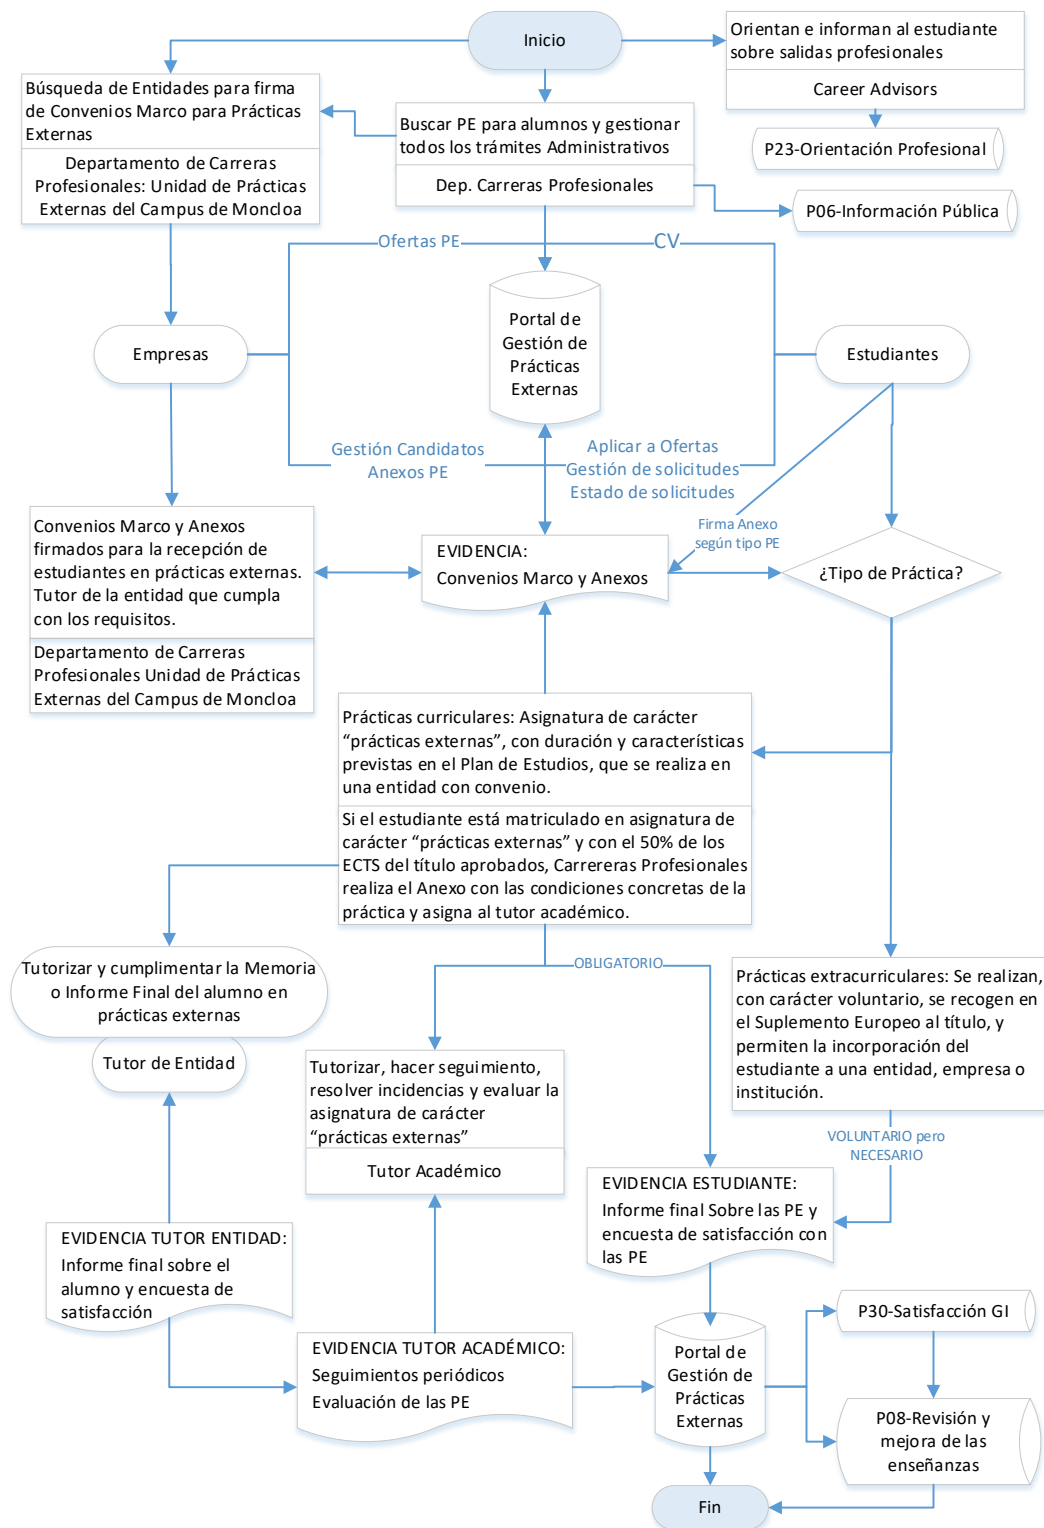 Inicio
Orientan e informan al estudiante
sobre salidas profesionales
Career Advisors
P23-Orientación Profesional
Búsqueda de Entidades para firma
de Convenios Marco para Prácticas
Externas
Departamento de Carreras
Profesionales: Unidad de Prácticas
Externas del Campus de Moncloa
Buscar PE para alumnos y gestionar
todos los trámites Administrativos
Dep. Carreras Profesionales
P06-Información Pública
Ofertas PE
CV
Portal de
Gestión de
Prácticas
Externas
Empresas
Estudiantes
Gestión Candidatos
Anexos PE
Aplicar a Ofertas
Gestión de solicitudes
Estado de solicitudes
Firma Anexo
según tipo PE
Convenios Marco y Anexos
firmados para la recepción de
estudiantes en prácticas externas.
Tutor de la entidad que cumpla
con los requisitos.
Departamento de Carreras
Profesionales Unidad de Prácticas
Externas del Campus de Moncloa
EVIDENCIA:
Convenios Marco y Anexos
¿Tipo de Práctica?
Prácticas curriculares: Asignatura de carácter
“prácticas externas”, con duración y características
previstas en el Plan de Estudios, que se realiza en
una entidad con convenio.
Si el estudiante está matriculado en asignatura de
carácter “prácticas externas” y con el 50% de los
ECTS del título aprobados, Carrereras Profesionales
realiza el Anexo con las condiciones concretas de la
práctica y asigna al tutor académico.
OBLIGATORIO
Tutorizar y cumplimentar la Memoria
o Informe Final del alumno en
prácticas externas
Tutor de Entidad
Tutorizar, hacer seguimiento,
resolver incidencias y evaluar la
asignatura de carácter
“prácticas externas”
Tutor Académico
Prácticas extracurriculares: Se realizan,
con carácter voluntario, se recogen en
el Suplemento Europeo al título, y
permiten la incorporación del
estudiante a una entidad, empresa o
institución.
VOLUNTARIO pero
NECESARIO
EVIDENCIA ESTUDIANTE:
Informe final Sobre las PE y
encuesta de satisfacción con
las PE
EVIDENCIA TUTOR ENTIDAD:
Informe final sobre el
alumno y encuesta de
satisfacción
EVIDENCIA TUTOR ACADÉMICO:
Seguimientos periódicos
Evaluación de las PE
Portal de
Gestión de
Prácticas
Externas
P30-Satisfacción GI
P08-Revisión y
mejora de las
enseñanzas
Fin